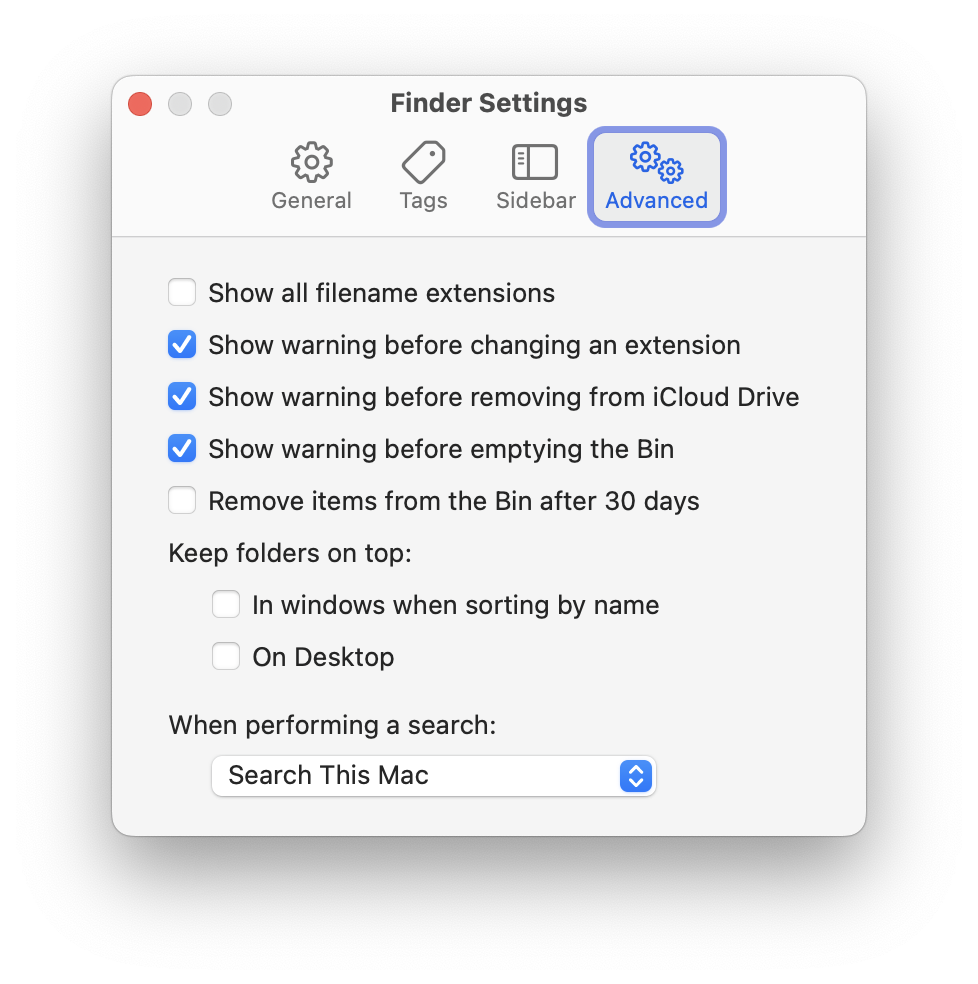 Finder Settings
General Tags Sidebar Advanced
Show all filename extensions
Show warning before changing an extension
Show warning before removing from iCloud Drive
Show warning before emptying the Bin
Remove items from the Bin after 30 days
Keep folders on top:
In windows when sorting by name
On Desktop
When performing a search:
Search This Mac